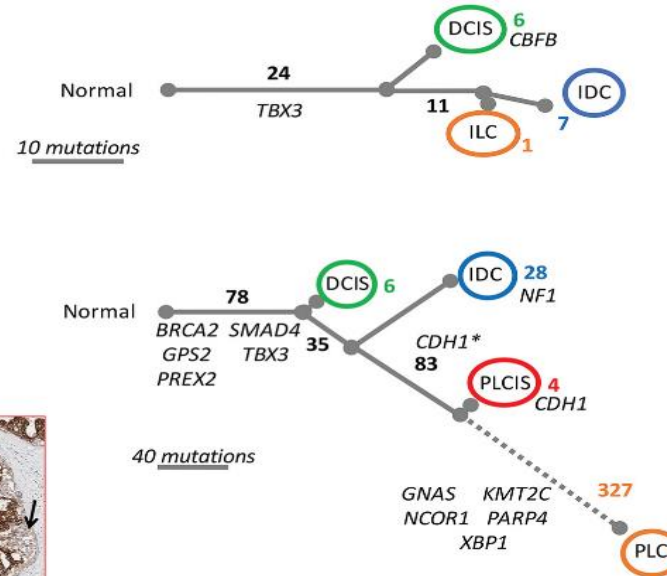 DCIS 6
CBFB
24
Normal
IDC
TBX3
11
7
10 mutations
ILC
1
DCIS 6
IDC 28
NF1
78
Normal
BRCA2 SMAD4
GPS2 TBX3
PREX2
35
CDH1*
83
PLCIS 4
CDH1
40 mutations
GNAS KMT2C
NCOR1 PARP4
XBP1
327
PLC